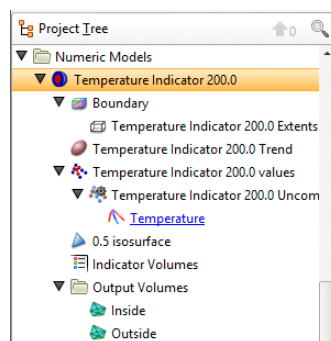 Project Tree
0
Numeric Models
Temperature Indicator 200.0
Boundary
Temperature Indicator 200.0 Extents
Temperature Indicator 200.0 Trend
Temperature Indicator 200.0 values
Temperature Indicator 200.0 Uncom
Temperature
0.5 isosurface
Indicator Volumes
Output Volumes
Inside
Outside